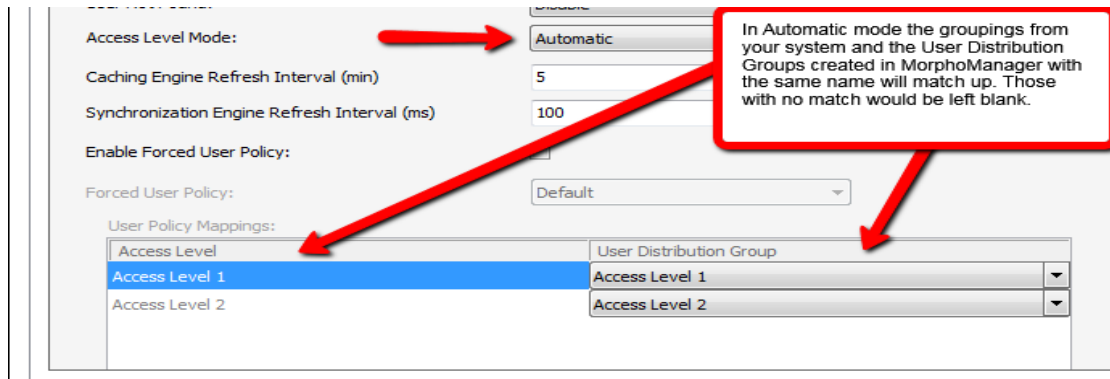 Access Level Mode:
Automatic
In Automatic mode the groupings from
your system and the User Distribution
Groups created in MorphoManager with
the same name will match up. Those
with no match would be left blank.
Caching Engine Refresh Interval (min)
5
Synchronization Engine Refresh Interval (ms)
100
Enable Forced User Policy:
Forced User Policy:
Default
User Policy Mappings:
Access Level
User Distribution Group
Access Level 1
Access Level 1
Access Level 2
Access Level 2